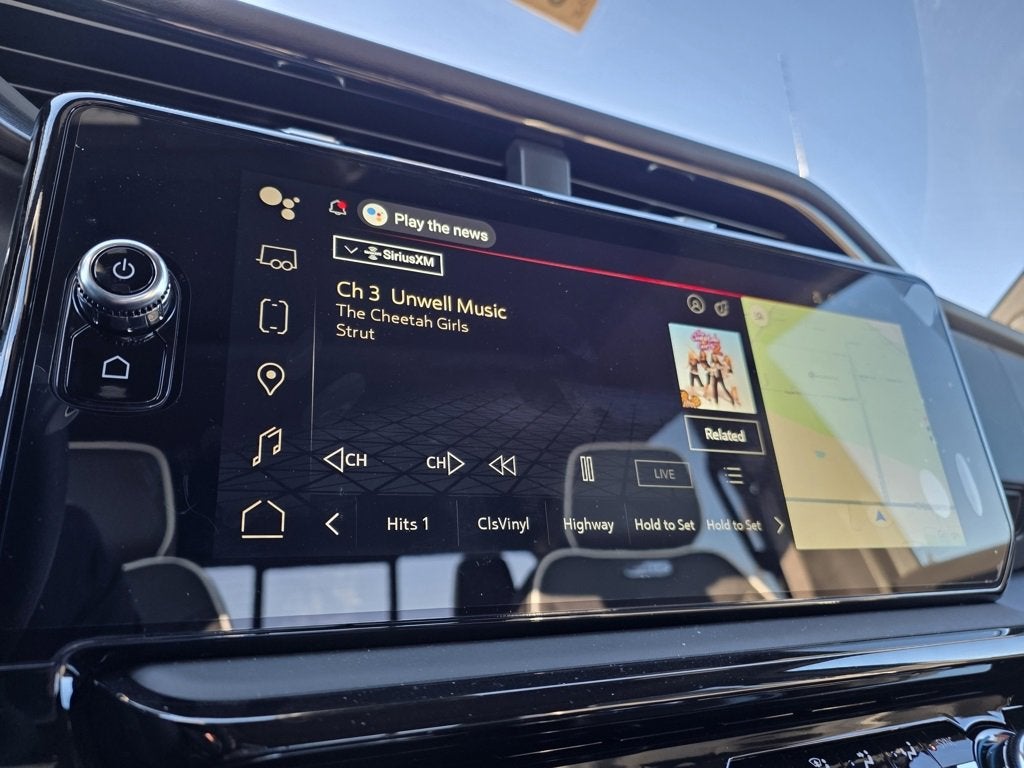 Play the news
SiriusXM
Ch 3 Unwell Music
The Cheetah Girls
Strut
Related
CH
CH
LIVE
Hits 1
ClsVinyl
Highway
Hold to Set
Hold to Set